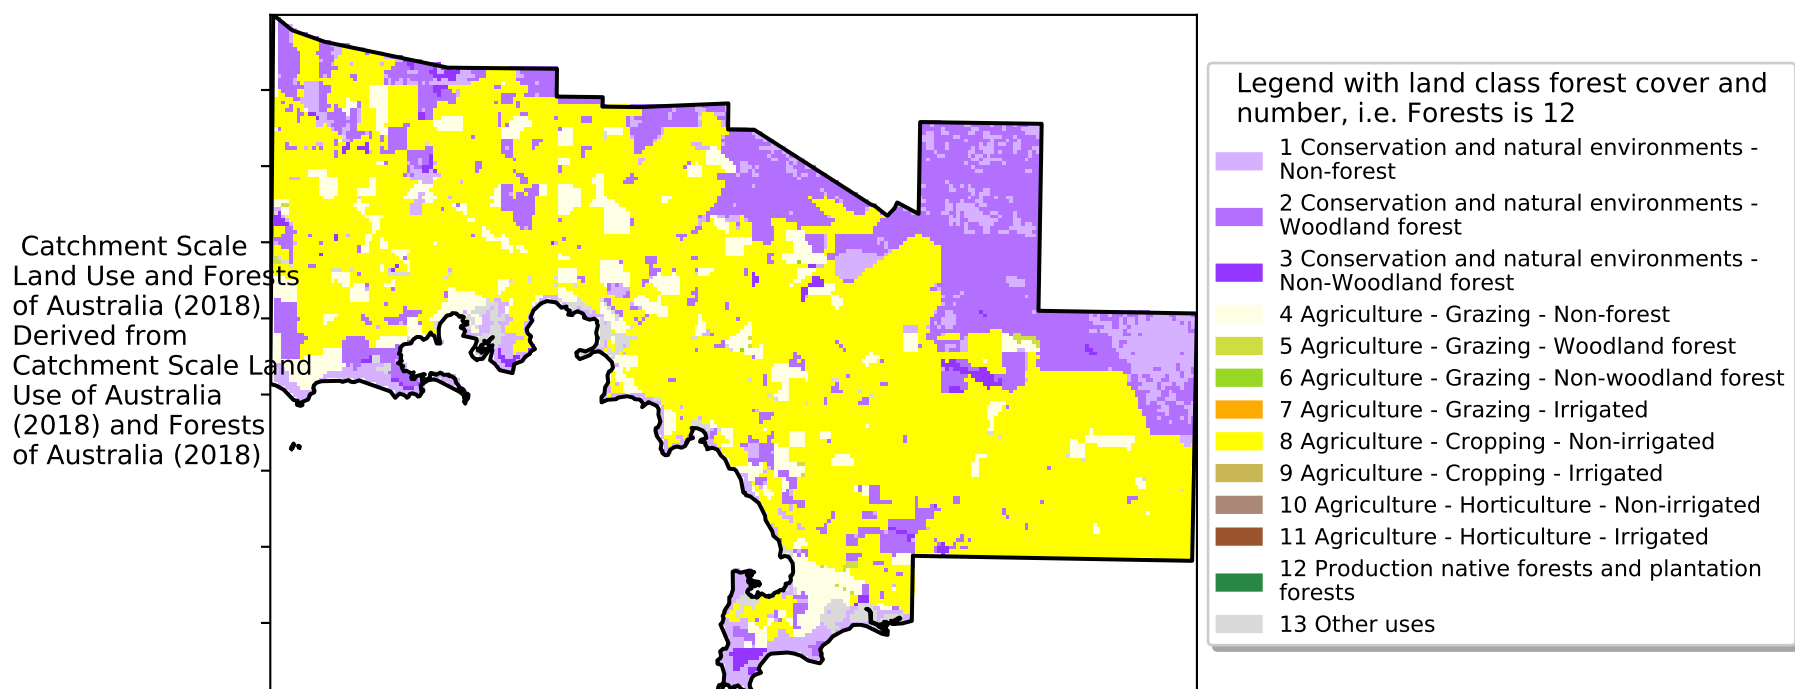 Catchment Scale
Land Use and Forests
of Australia (2018)
Derived from
Catchment Scale Land
Use of Australia
(2018) and Forests
of Australia (2018)
Legend with land class forest cover and
number, i.e. Forests is 12
1 Conservation and natural environments -
Non-forest
2 Conservation and natural environments -
Woodland forest
3 Conservation and natural environments -
Non-Woodland forest
4 Agriculture - Grazing - Non-forest
5 Agriculture - Grazing - Woodland forest
6 Agriculture - Grazing - Non-woodland forest
7 Agriculture - Grazing - Irrigated
8 Agriculture - Cropping - Non-irrigated
9 Agriculture - Cropping - Irrigated
10 Agriculture - Horticulture - Non-irrigated
11 Agriculture - Horticulture - Irrigated
12 Production native forests and plantation
forests
13 Other uses